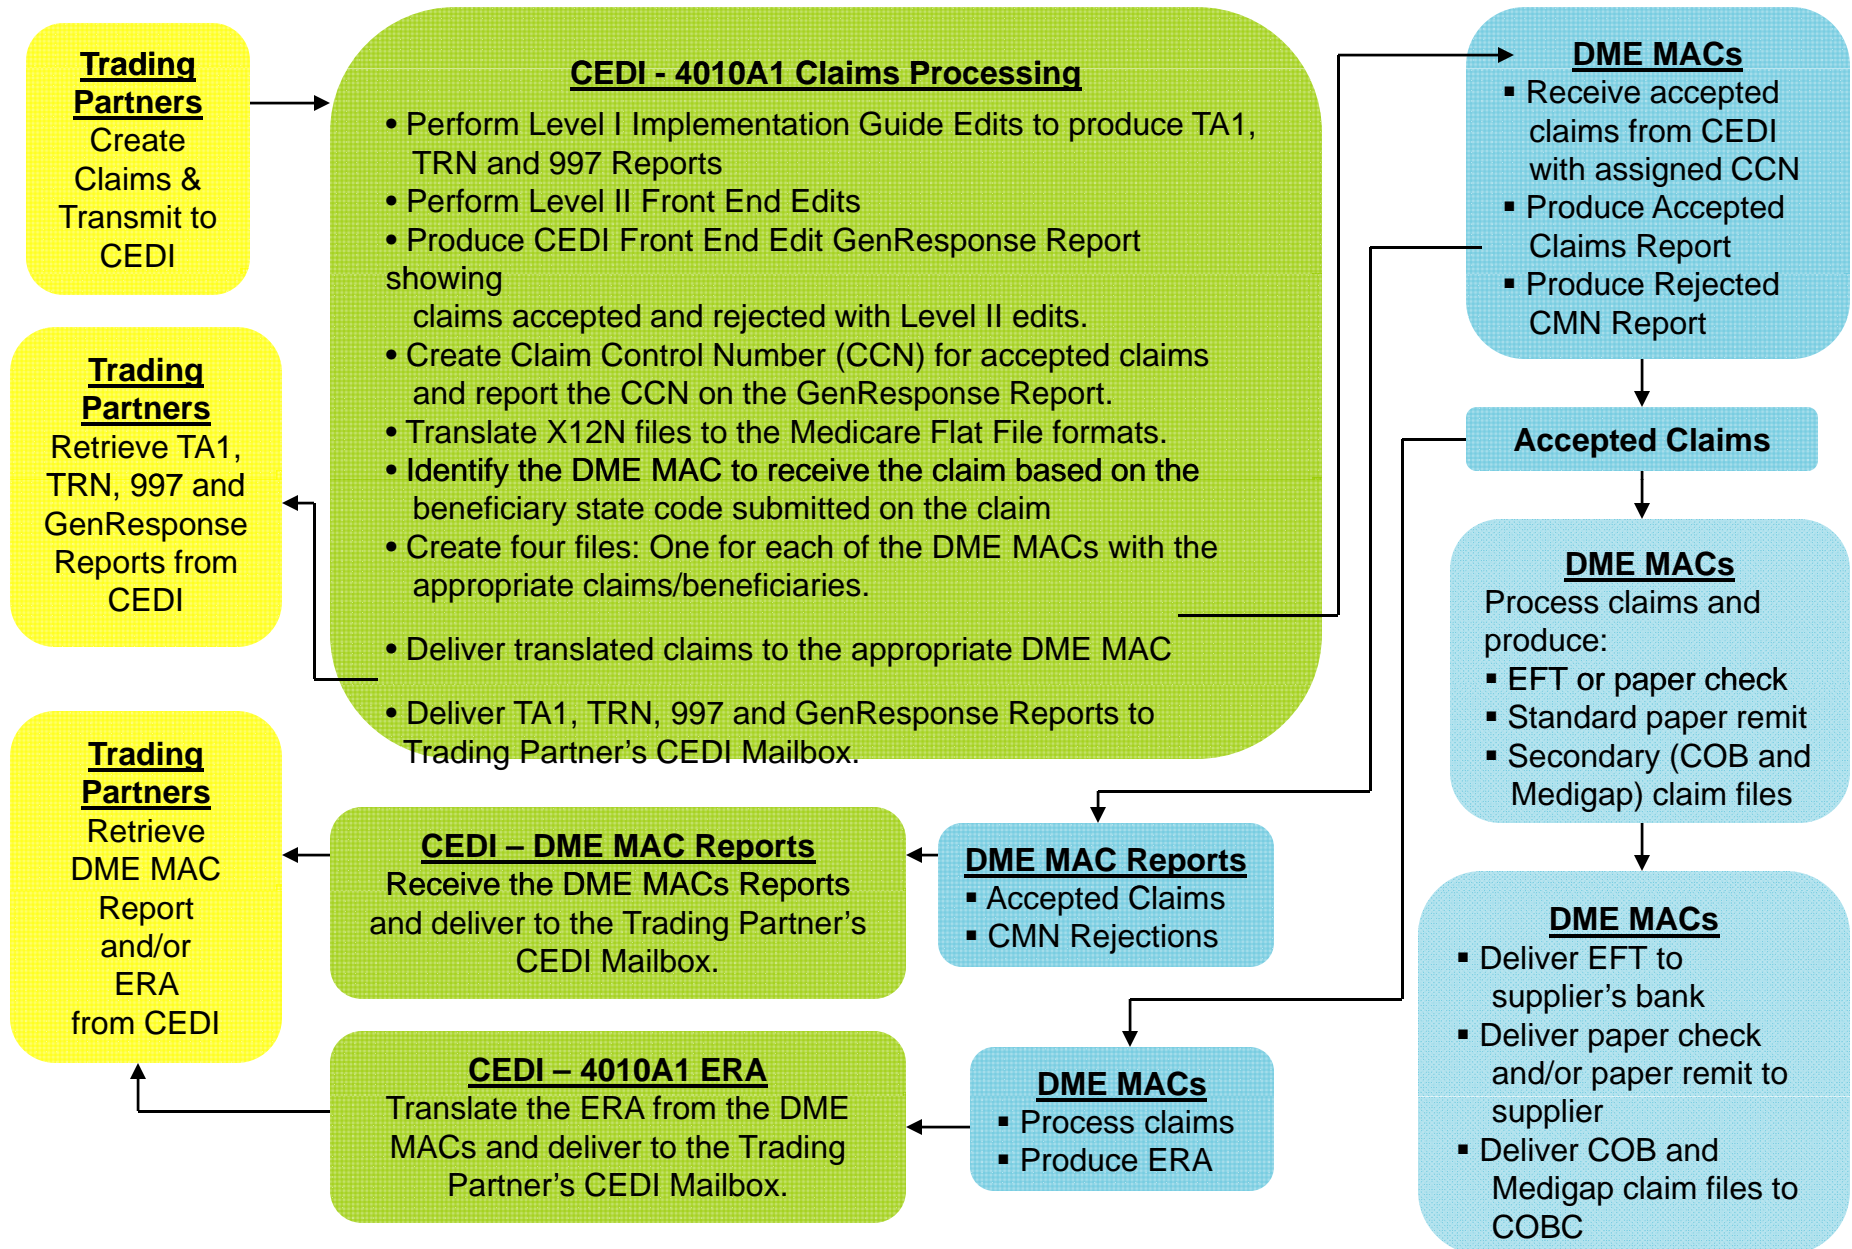 Trading
Partners
Create
Claims &
Transmit to
CEDI
Trading
Partners
Retrieve TA1,
TRN, 997 and
GenResponse
Reports from
CEDI
Trading
Partners
Retrieve
DME MAC
Report
and/or
ERA
from CEDI
CEDI - 4010A1 Claims Processing
• Perform Level I Implementation Guide Edits to produce TA1,
TRN and 997 Reports
• Perform Level II Front End Edits
• Produce CEDI Front End Edit GenResponse Report
showing
claims accepted and rejected with Level II edits.
• Create Claim Control Number (CCN) for accepted claims
and report the CCN on the GenResponse Report.
• Translate X12N files to the Medicare Flat File formats.
• Identify the DME MAC to receive the claim based on the
beneficiary state code submitted on the claim
• Create four files: One for each of the DME MACs with the
appropriate claims/beneficiaries.
• Deliver translated claims to the appropriate DME MAC
• Deliver TA1, TRN, 997 and GenResponse Reports to
Trading Partner’s CEDI Mailbox.
CEDI – DME MAC Reports
Receive the DME MACs Reports
and deliver to the Trading Partner’s
CEDI Mailbox.
CEDI – 4010A1 ERA
Translate the ERA from the DME
MACs and deliver to the Trading
Partner’s CEDI Mailbox.
DME MAC Reports
▪ Accepted Claims
▪ CMN Rejections
DME MACs
▪ Process claims
▪ Produce ERA
DME MACs
▪ Receive accepted
claims from CEDI
with assigned CCN
▪ Produce Accepted
Claims Report
▪ Produce Rejected
CMN Report
Accepted Claims
DME MACs
Process claims and
produce:
▪ EFT or paper check
▪ Standard paper remit
▪ Secondary (COB and
Medigap) claim files
DME MACs
▪ Deliver EFT to
supplier’s bank
▪ Deliver paper check
and/or paper remit to
supplier
▪ Deliver COB and
Medigap claim files to
COBC